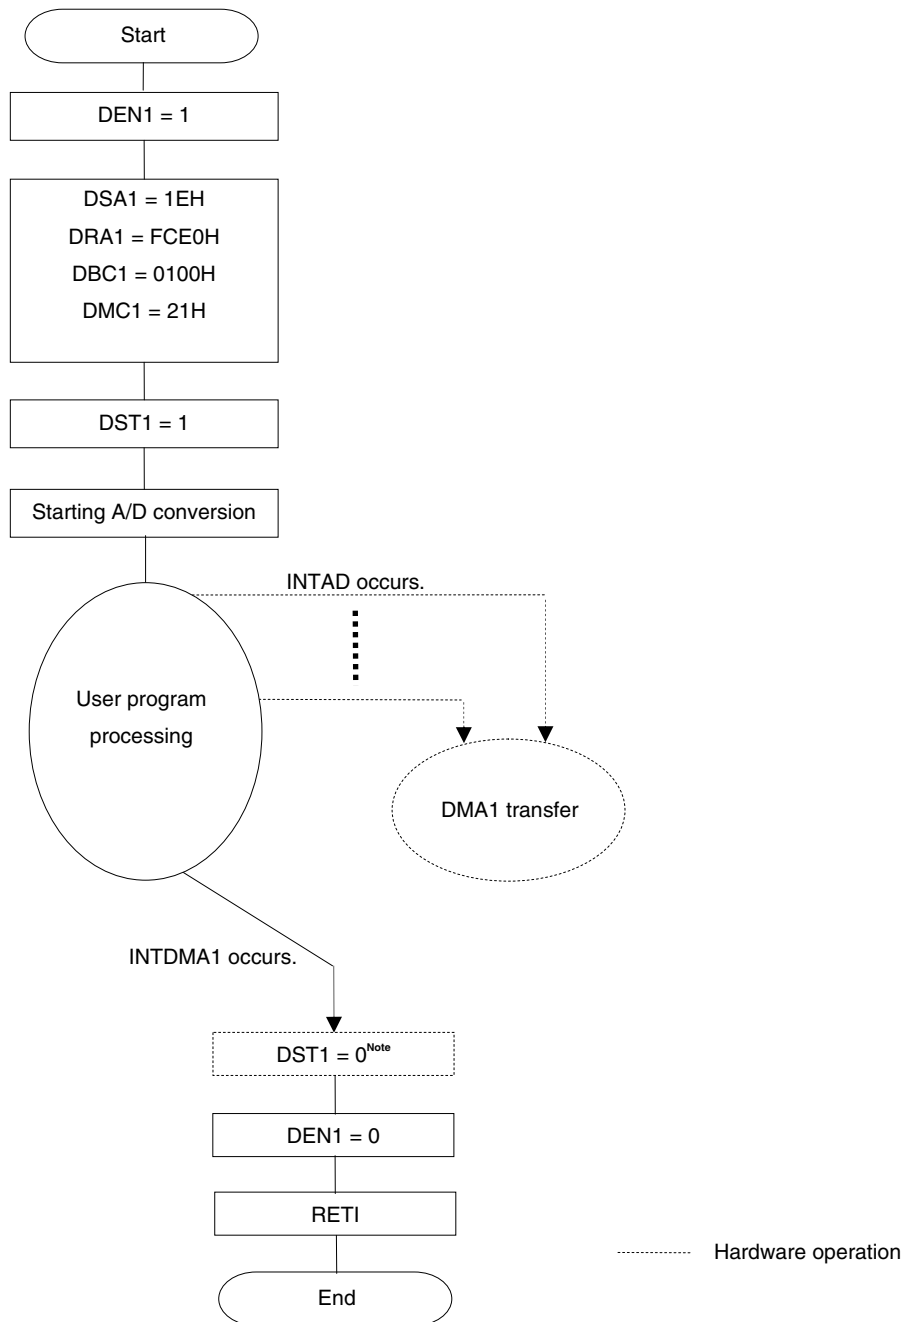 Start
DEN1 = 1
DSA1 = 1EH
DRA1 = FCE0H
DBC1 = 0100H
DMC1 = 21H
DST1 = 1
Starting A/D conversion
INTAD occurs.
User program
processing
DMA1 transfer
INTDMA1 occurs.
DST1 = 0Note
DEN1 = 0
RETI
Hardware operation
End